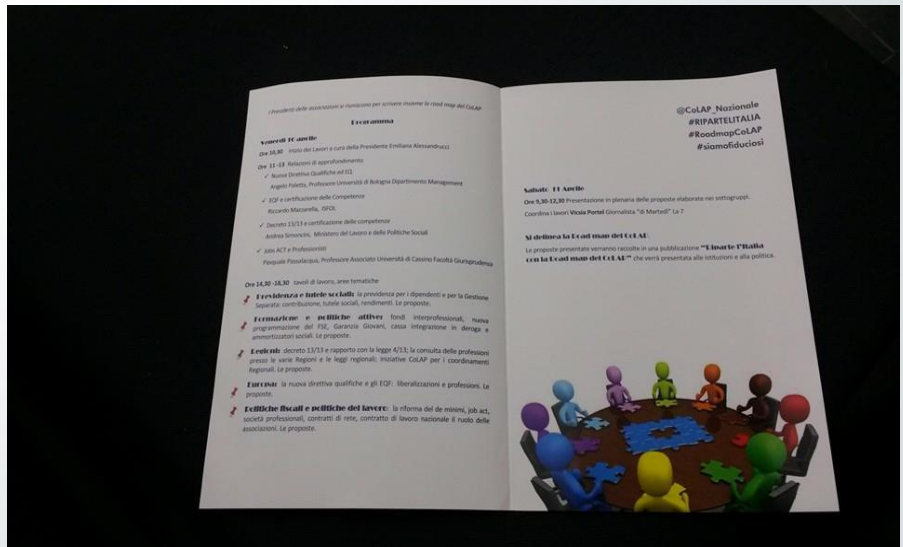 I Presidenti delle associazioni si riuniscono per scrivere insieme la road map del CoLAP
Programma
Venerdì 10 aprile
Ore 10,30 Inizio dei Lavori a cura della Presidente Emiliana Alessandrucci
Ore 11 -13 Relazioni di approfondimento
✓ Nuova Direttiva Qualifiche ed EQ
Angelo Paletta, Professore Università di Bologna Dipartimento Management
✓ EQF e certificazione delle Competenze
Riccardo Mazzarella, ISFOL
✓ Decreto 13/13 e certificazione delle competenze
Andrea Simoncini, Ministero del Lavoro e delle Politiche Sociali
✓ Jobs ACT e Professionisti
Pasquale Passalacqua, Professore Associato Università di Cassino Facoltà Giurisprudenza
Ore 14,30 -18,30 tavoli di lavoro, aree tematiche
Previdenza e tutele sociali: la previdenza per i dipendenti e per la Gestione
Separata: contribuzione, tutele sociali, rendimenti. Le proposte.
Formazione e politiche attive: fondi interprofessionali, nuova
programmazione del FSE, Garanzia Giovani, cassa integrazione in deroga e
ammortizzatori sociali. Le proposte.
Regioni: decreto 13/13 e rapporto con la legge 4/13; la consulta delle professioni
presso le varie Regioni e le leggi regionali; iniziative CoLAP per i coordinamenti
Regionali. Le proposte.
Europa: la nuova direttiva qualifiche e gli EQF: liberalizzazioni e professioni. Le
proposte.
Politiche fiscali e politiche del lavoro: la riforma del de minimi, job act,
società professionali, contratti di rete, contratto di lavoro nazionale il ruolo delle
associazioni. Le proposte.
@CoLAP_Nazionale
#RIPARTELITALIA
#RoadmapCoLAP
#siamofiduciosi
Sabato 11 Aprile
Ore 9,30-12,30 Presentazione in plenaria delle proposte elaborate nei sottogruppi.
Coordina i lavori Vicsia Portel Giornalista "di Martedì" La 7
Si delinea la Road map del CoLAP.
Le proposte presentate verranno raccolte in una pubblicazione "Riparte l'Italia
con la Road map del CoLAP" che verrà presentata alle istituzioni e alla politica.